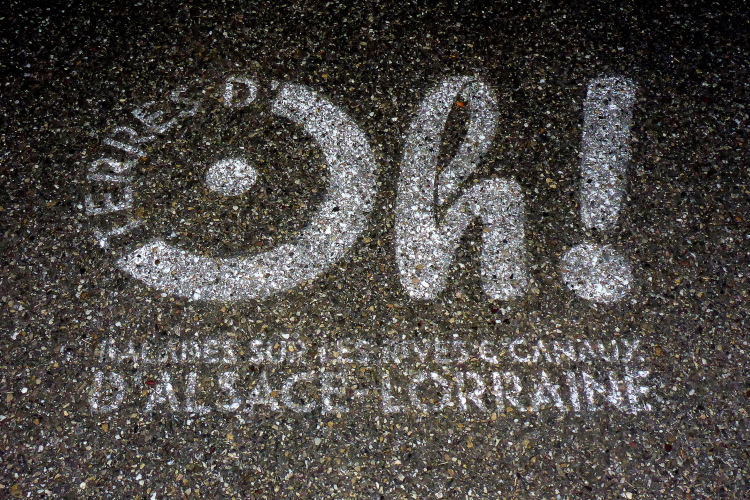 TERRES D'
Oh!
SUR LES RIVES & CANAUX
D'ALSACE-LORRAINE